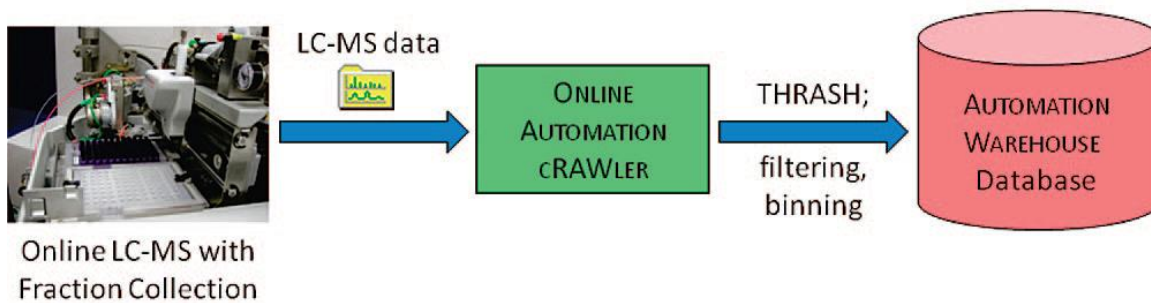 LC-MS data
Online LC-MS with
Fraction Collection
ONLINE
AUTOMATION
cRAWler
THRASH;
filtering,
binning
AUTOMATION
WAREHOUSE
Database